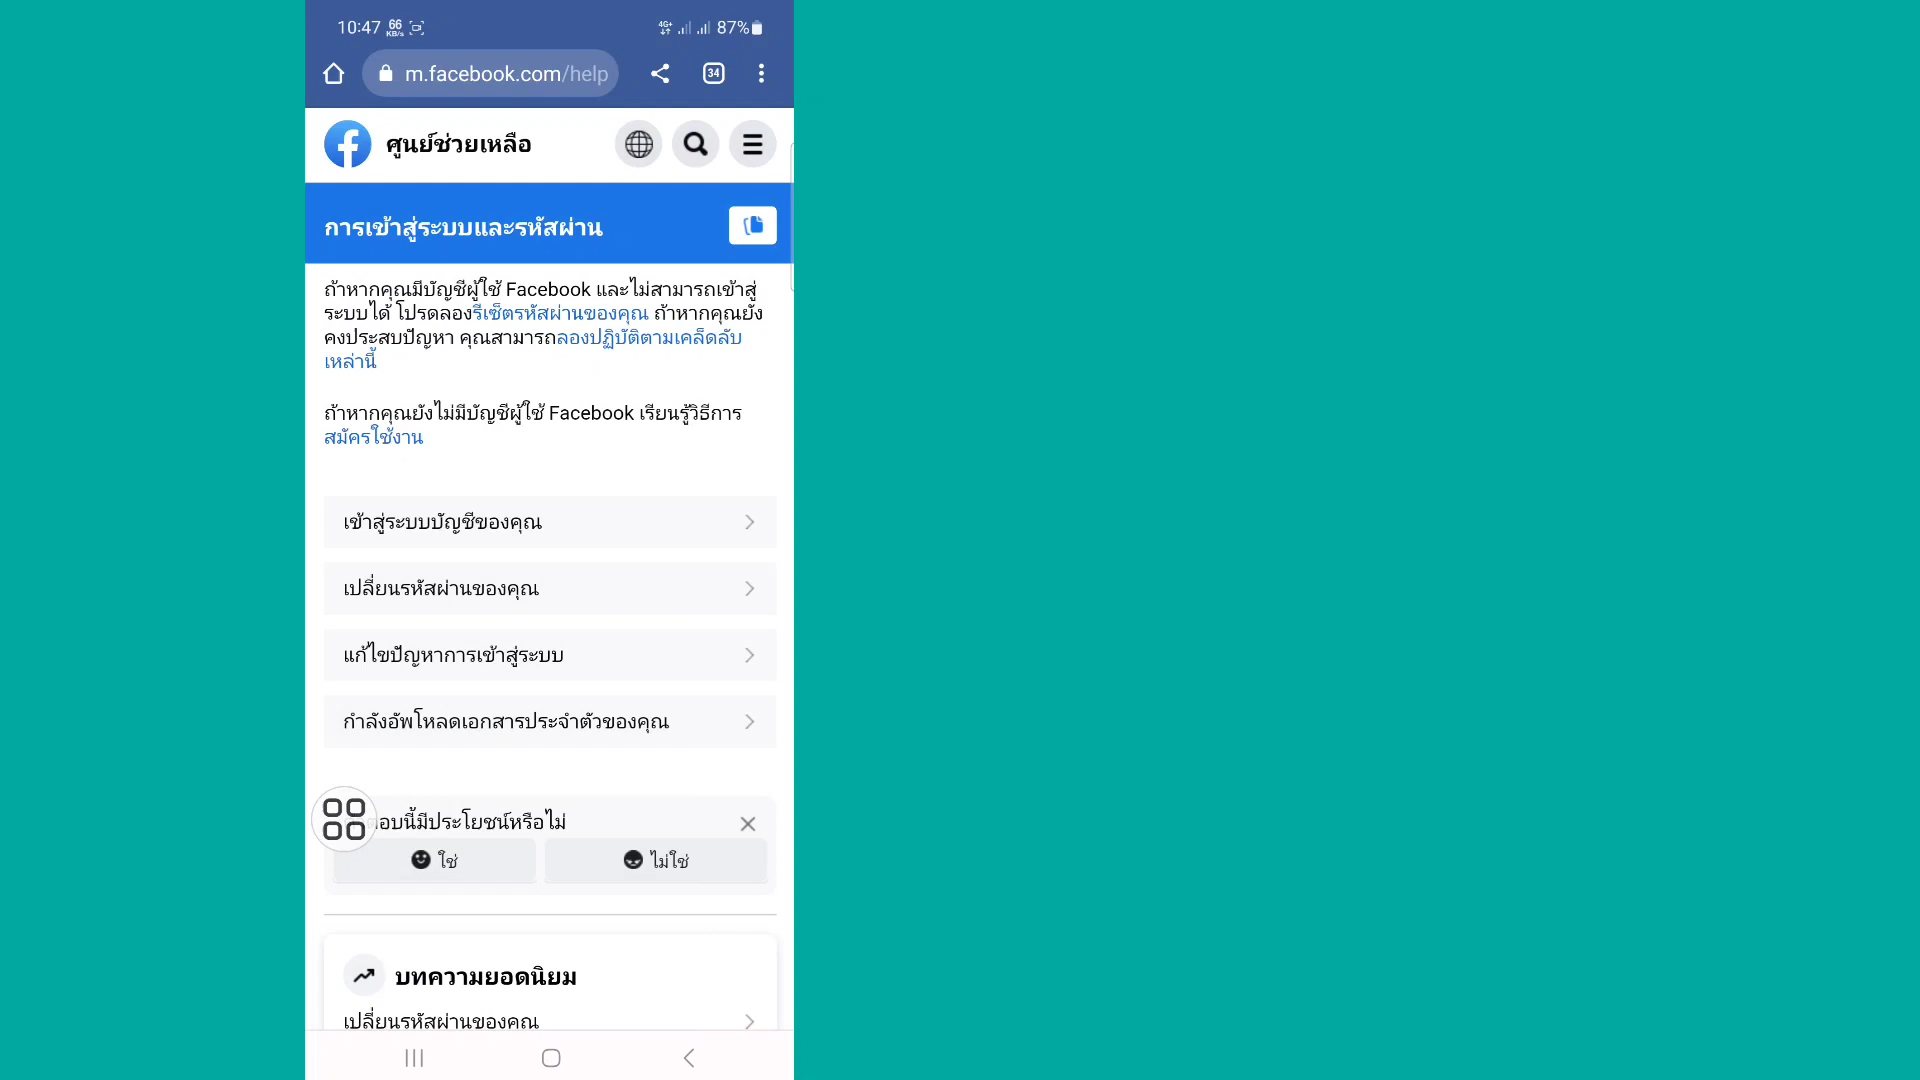 10:47 66 KB/s 4G+ 87%
m.facebook.com/help 34
ศูนย์ช่วยเหลือ
การเข้าสู่ระบบและรหัสผ่าน
ถ้าหากคุณมีบัญชีผู้ใช้ Facebook และไม่สามารถเข้าสู่
ระบบได้ โปรดลองรีเซ็ตรหัสผ่านของคุณ ถ้าหากคุณยัง
คงประสบปัญหา คุณสามารถลองปฏิบัติตามเคล็ดลับ
เหล่านี้
ถ้าหากคุณยังไม่มีบัญชีผู้ใช้ Facebook เรียนรู้วิธีการ
สมัครใช้งาน
เข้าสู่ระบบบัญชีของคุณ
เปลี่ยนรหัสผ่านของคุณ
แก้ไขปัญหาการเข้าสู่ระบบ
กำลังอัพโหลดเอกสารประจำตัวของคุณ
ตอบนี้มีประโยชน์หรือไม่
ใช่ ไม่ใช่
บทความยอดนิยม
เปลี่ยนรหัสผ่านของคุณ